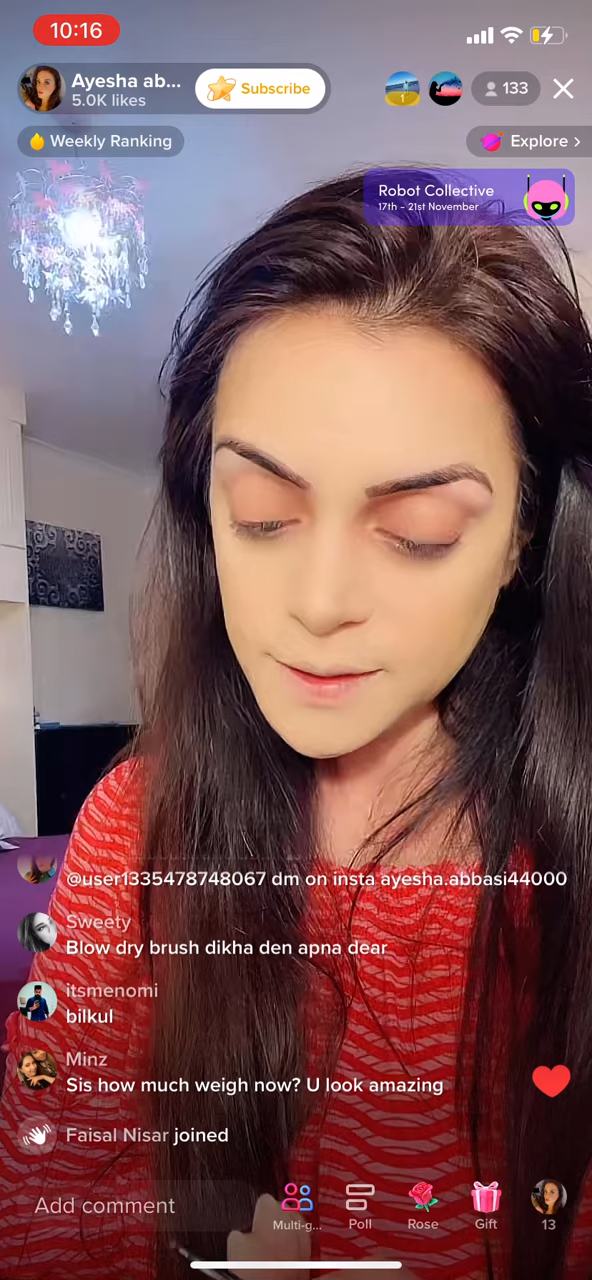 10:16
Ayesha ab...
5.0K likes
Subscribe
1
133
Weekly Ranking
Explore >
Robot Collective
17th - 21st November
@user1335478748067 dm on insta ayesha.abbasi44000
Sweety
Blow dry brush dikha den apna dear
itsmenomi
bilkul
Minz
Sis how much weigh now? U look amazing
Faisal Nisar joined
Add comment
Multi-g...
Poll
Rose
Gift
13